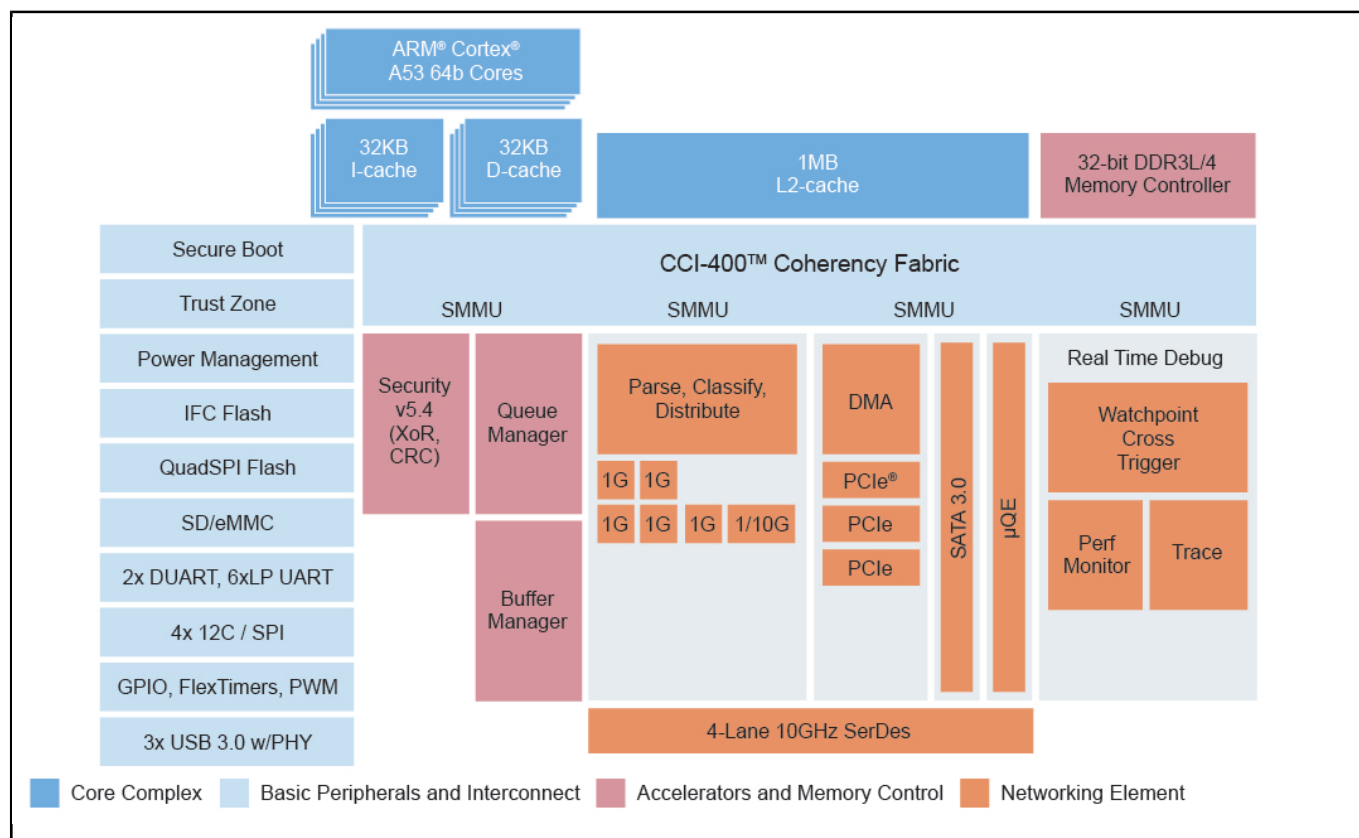 ARM® Cortex®
A53 64b Cores
32KB
I-cache
32KB
D-cache
1MB
L2-cache
32-bit DDR3L/4
Memory Controller
Secure Boot
Trust Zone
Power Management
IFC Flash
QuadSPI Flash
SD/eMMC
2x DUART, 6xLP UART
4x 12C / SPI
GPIO, FlexTimers, PWM
3x USB 3.0 w/PHY
CCI-400™ Coherency Fabric
SMMU
SMMU
SMMU
SMMU
Security
v5.4
(XoR,
CRC)
Queue
Manager
Buffer
Manager
Parse, Classify,
Distribute
1G
1G
1G
1G
1G
1/10G
DMA
PCIe®
PCIe
PCIe
SATA 3.0
µQE
Real Time Debug
Watchpoint
Cross
Trigger
Perf
Monitor
Trace
4-Lane 10GHz SerDes
Core Complex
Basic Peripherals and Interconnect
Accelerators and Memory Control
Networking Element